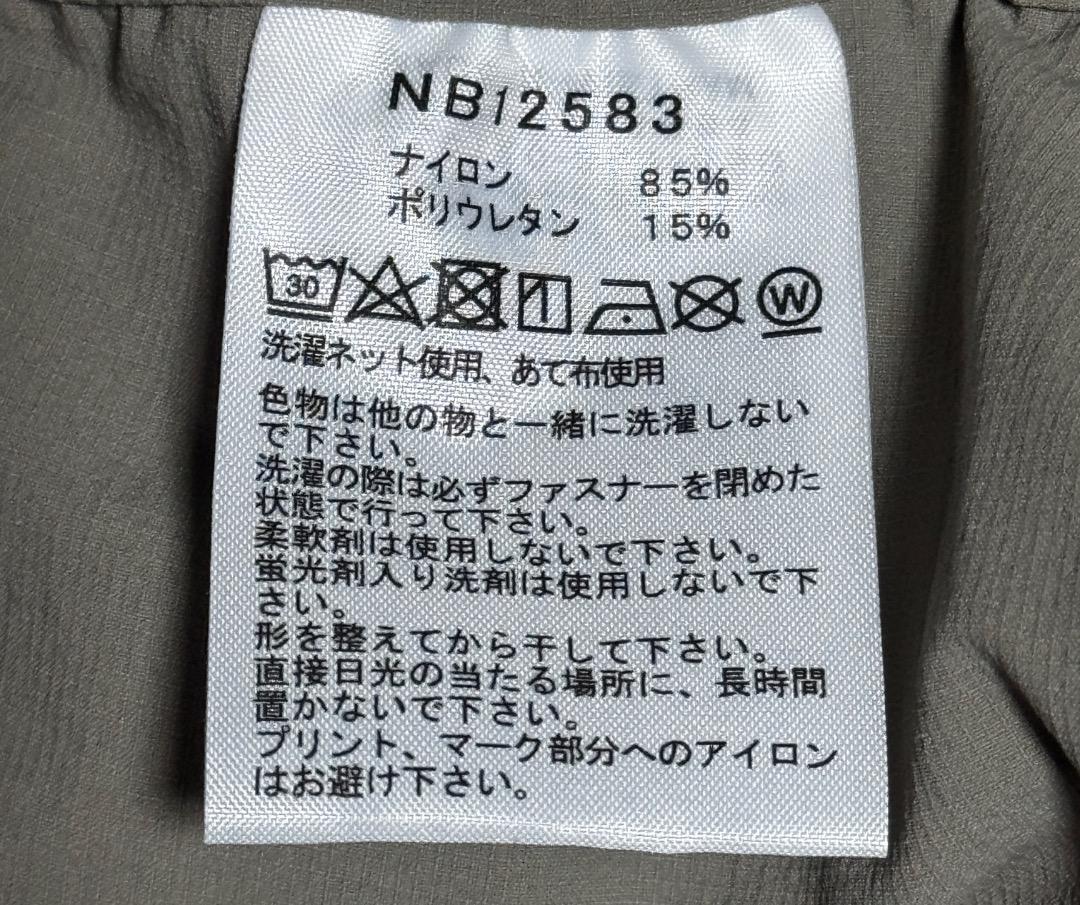 NB12583
ナイロン 85%
ポリウレタン 15%
30 W
洗濯ネット使用、あて布使用
色物は他の物と一緒に洗濯しない
で下さい。
洗濯の際は必ずファスナーを閉めた
状態で行って下さい。
柔軟剤は使用しないで下さい。
蛍光剤入り洗剤は使用しないで下
さい。
形を整えてから干して下さい。
直接日光の当たる場所に、長時間
置かないで下さい。
プリント、マーク部分へのアイロン
はお避け下さい。